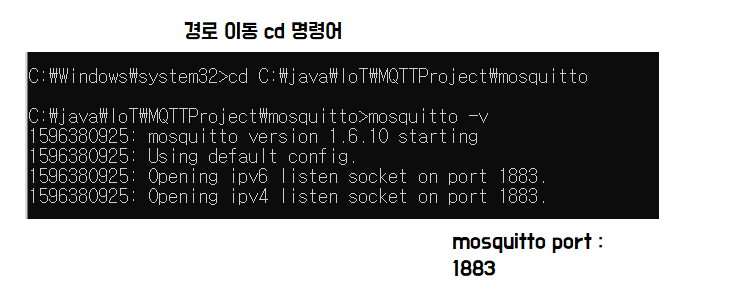 경로 이동 cd 명령어
C:₩Windows₩system32>cd C:₩java₩IoT₩MQTTProject₩mosquitto
C:₩java₩IoT₩MQTTProject₩mosquitto>mosquitto -v
1596380925: mosquitto version 1.6.10 starting
1596380925: Using default config.
1596380925: Opening ipv6 listen socket on port 1883.
1596380925: Opening ipv4 listen socket on port 1883.
mosquitto port :
1883